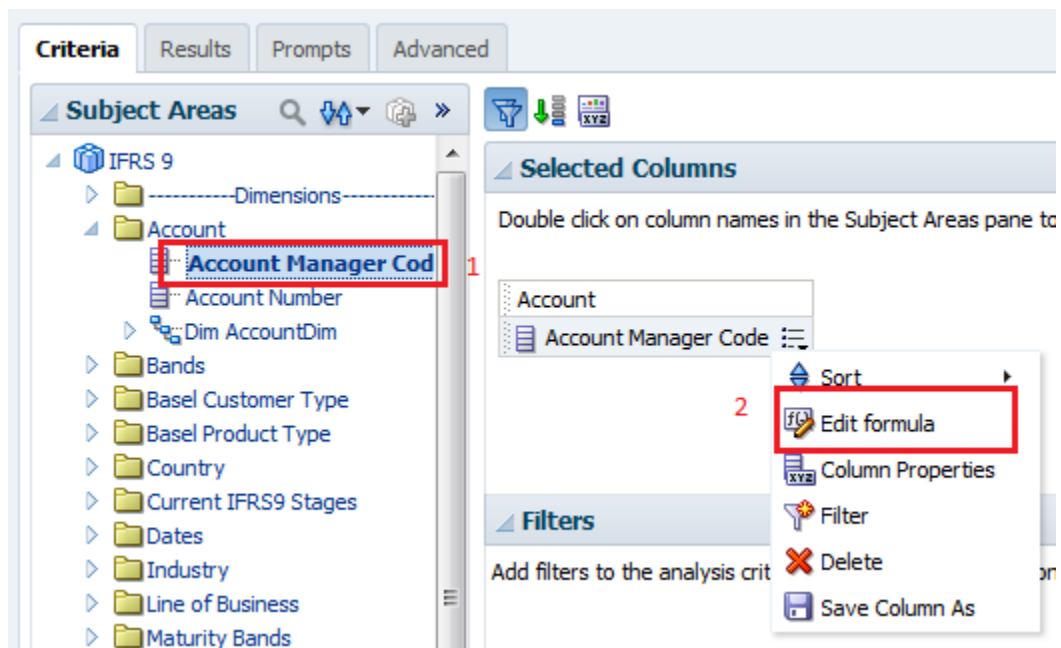 Criteria Results Prompts Advanced
Subject Areas
IFRS 9
-----------Dimensions-----------
Account
Account Manager Cod 1
Account Number
Dim AccountDim
Bands
Basel Customer Type
Basel Product Type
Country
Current IFRS9 Stages
Dates
Industry
Line of Business
Maturity Bands
XYZ
Selected Columns
Double click on column names in the Subject Areas pane to
Account
Account Manager Code
Sort
2
f() Edit formula
XYZ Column Properties
Filter
Delete
Save Column As
Filters
Add filters to the analysis crit